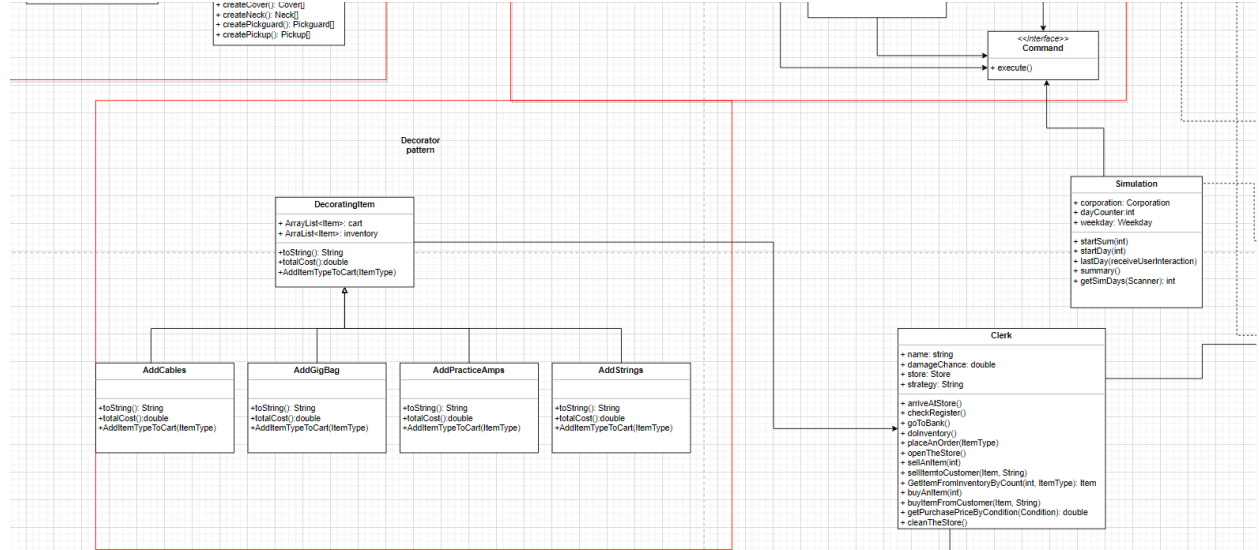 + createCover(): Cover[]
+ createNeck(): Neck[]
+ createPickguard(): Pickguard[]
+ createPickup(): Pickup[]
<<Interface>>
Command
+ execute()
Decorator
pattern
DecoratingItem
+ ArrayList<Item>: cart
+ ArraList<Item>: inventory
+toString(): String
+totalCost():double
+AddItemTypeToCart(ItemType)
Simulation
+ corporation: Corporation
+ dayCounter:int
+ weekday: Weekday
+ startSum(int)
+ startDay(int)
+ lastDay(receiveUserInteraction)
+ summary()
+ getSimDays(Scanner): int
AddCables
+toString(): String
+totalCost():double
+AddItemTypeToCart(ItemType)
AddGigBag
+toString(): String
+totalCost():double
+AddItemTypeToCart(ItemType)
AddPracticeAmps
+toString(): String
+totalCost():double
+AddItemTypeToCart(ItemType)
AddStrings
+toString(): String
+totalCost():double
+AddItemTypeToCart(ItemType)
Clerk
+ name: string
+ damageChance: double
+ store: Store
+ strategy: String
+ arriveAtStore()
+ checkRegister()
+ goToBank()
+ doInventory()
+ placeAnOrder(ItemType)
+ openTheStore()
+ sellAnItem(int)
+ sellItemtoCustomer(Item, String)
+ GetItemFromInventoryByCount(int, ItemType): Item
+ buyAnItem(int)
+ buyItemFromCustomer(Item, String)
+ getPurchasePriceByCondition(Condition): double
+ cleanTheStore()